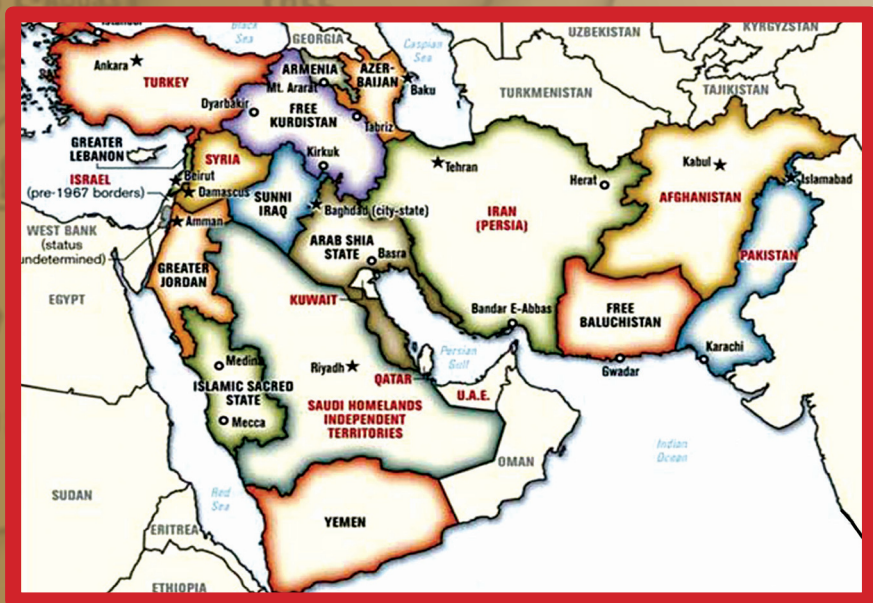 Black
Sea
GEORGIA
Caspian
Sea
UZBEKISTAN
KYRGYZSTAN
Ankara
TURKEY
ARMENIA
Mt. Ararat
AZER-
BAIJAN
Baku
TURKMENISTAN
TAJIKISTAN
Dyarbakir
FREE
KURDISTAN
Tabriz
GREATER
LEBANON
SYRIA
Kirkuk
Tehran
Herat
Kabul
Islamabad
ISRAEL
(pre-1967 borders)
Beirut
Damascus
SUNNI
IRAQ
Baghdad (city-state)
IRAN
(PERSIA)
AFGHANISTAN
WEST BANK
(status
undetermined)
Amman
GREATER
JORDAN
ARAB SHIA
STATE
Basra
PAKISTAN
EGYPT
KUWAIT
Bandar E-Abbas
FREE
BALUCHISTAN
Medina
Riyadh
Persian
Gulf
Karachi
Gwadar
ISLAMIC SACRED
STATE
QATAR
U.A.E.
Mecca
SAUDI HOMELANDS
INDEPENDENT
TERRITORIES
OMAN
Indian
Ocean
SUDAN
Red
Sea
YEMEN
ERITREA
ETHIOPIA